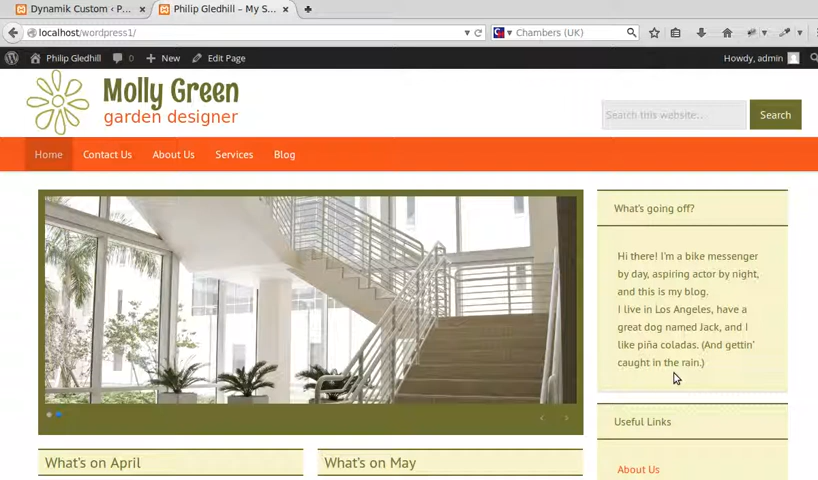 Dynamik Custom ‹ P...
Philip Gledhill – My S...
localhost/wordpress1/
Chambers (UK)
Philip Gledhill
0
New
Edit Page
Howdy, admin
Molly Green
garden designer
Search this website...
Search
Home
Contact Us
About Us
Services
Blog
What's going off?
Hi there! I'm a bike messenger
by day, aspiring actor by night,
and this is my blog.
I live in Los Angeles, have a
great dog named Jack, and I
like piña coladas. (And gettin'
caught in the rain.)
Useful Links
About Us
What's on April
What's on May